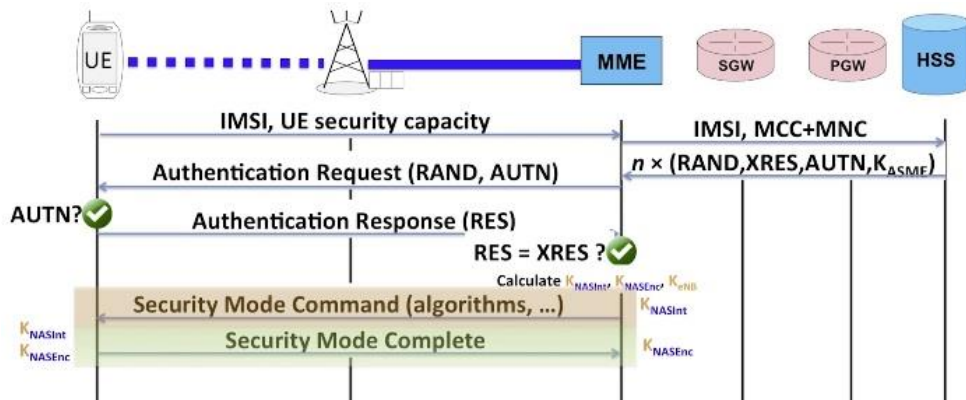 UE
MME
SGW
PGW
HSS
IMSI, UE security capacity
IMSI, MCC+MNC
n × (RAND,XRES,AUTN,KASME)
Authentication Request (RAND, AUTN)
AUTN?
Authentication Response (RES)
RES = XRES ?
Calculate KNASInt, KNASEnc, KeNB
Security Mode Command (algorithms, ...)
KNASInt
KNASInt
Security Mode Complete
KNASEnc
KNASEnc